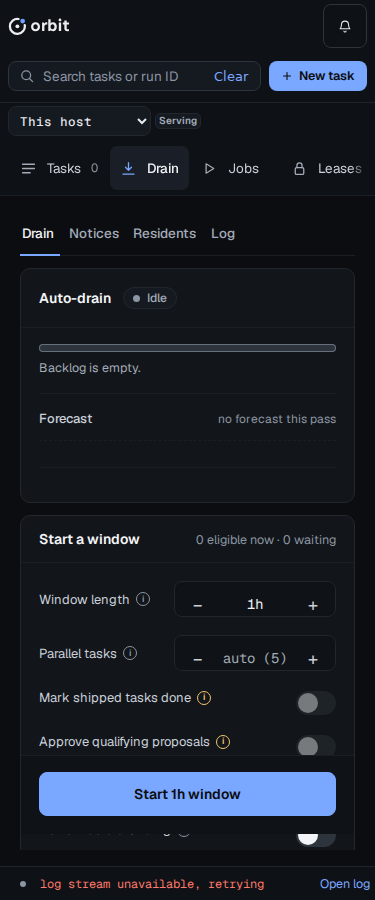 orbit
Search tasks or run ID Clear
+ New task
This host Serving
Tasks 0 Drain Jobs Leases
Drain Notices Residents Log
Auto-drain Idle
Backlog is empty.
Forecast no forecast this pass
Start a window 0 eligible now · 0 waiting
Window length − 1h +
Parallel tasks − auto (5) +
Mark shipped tasks done
Approve qualifying proposals
Start 1h window
log stream unavailable, retrying Open log